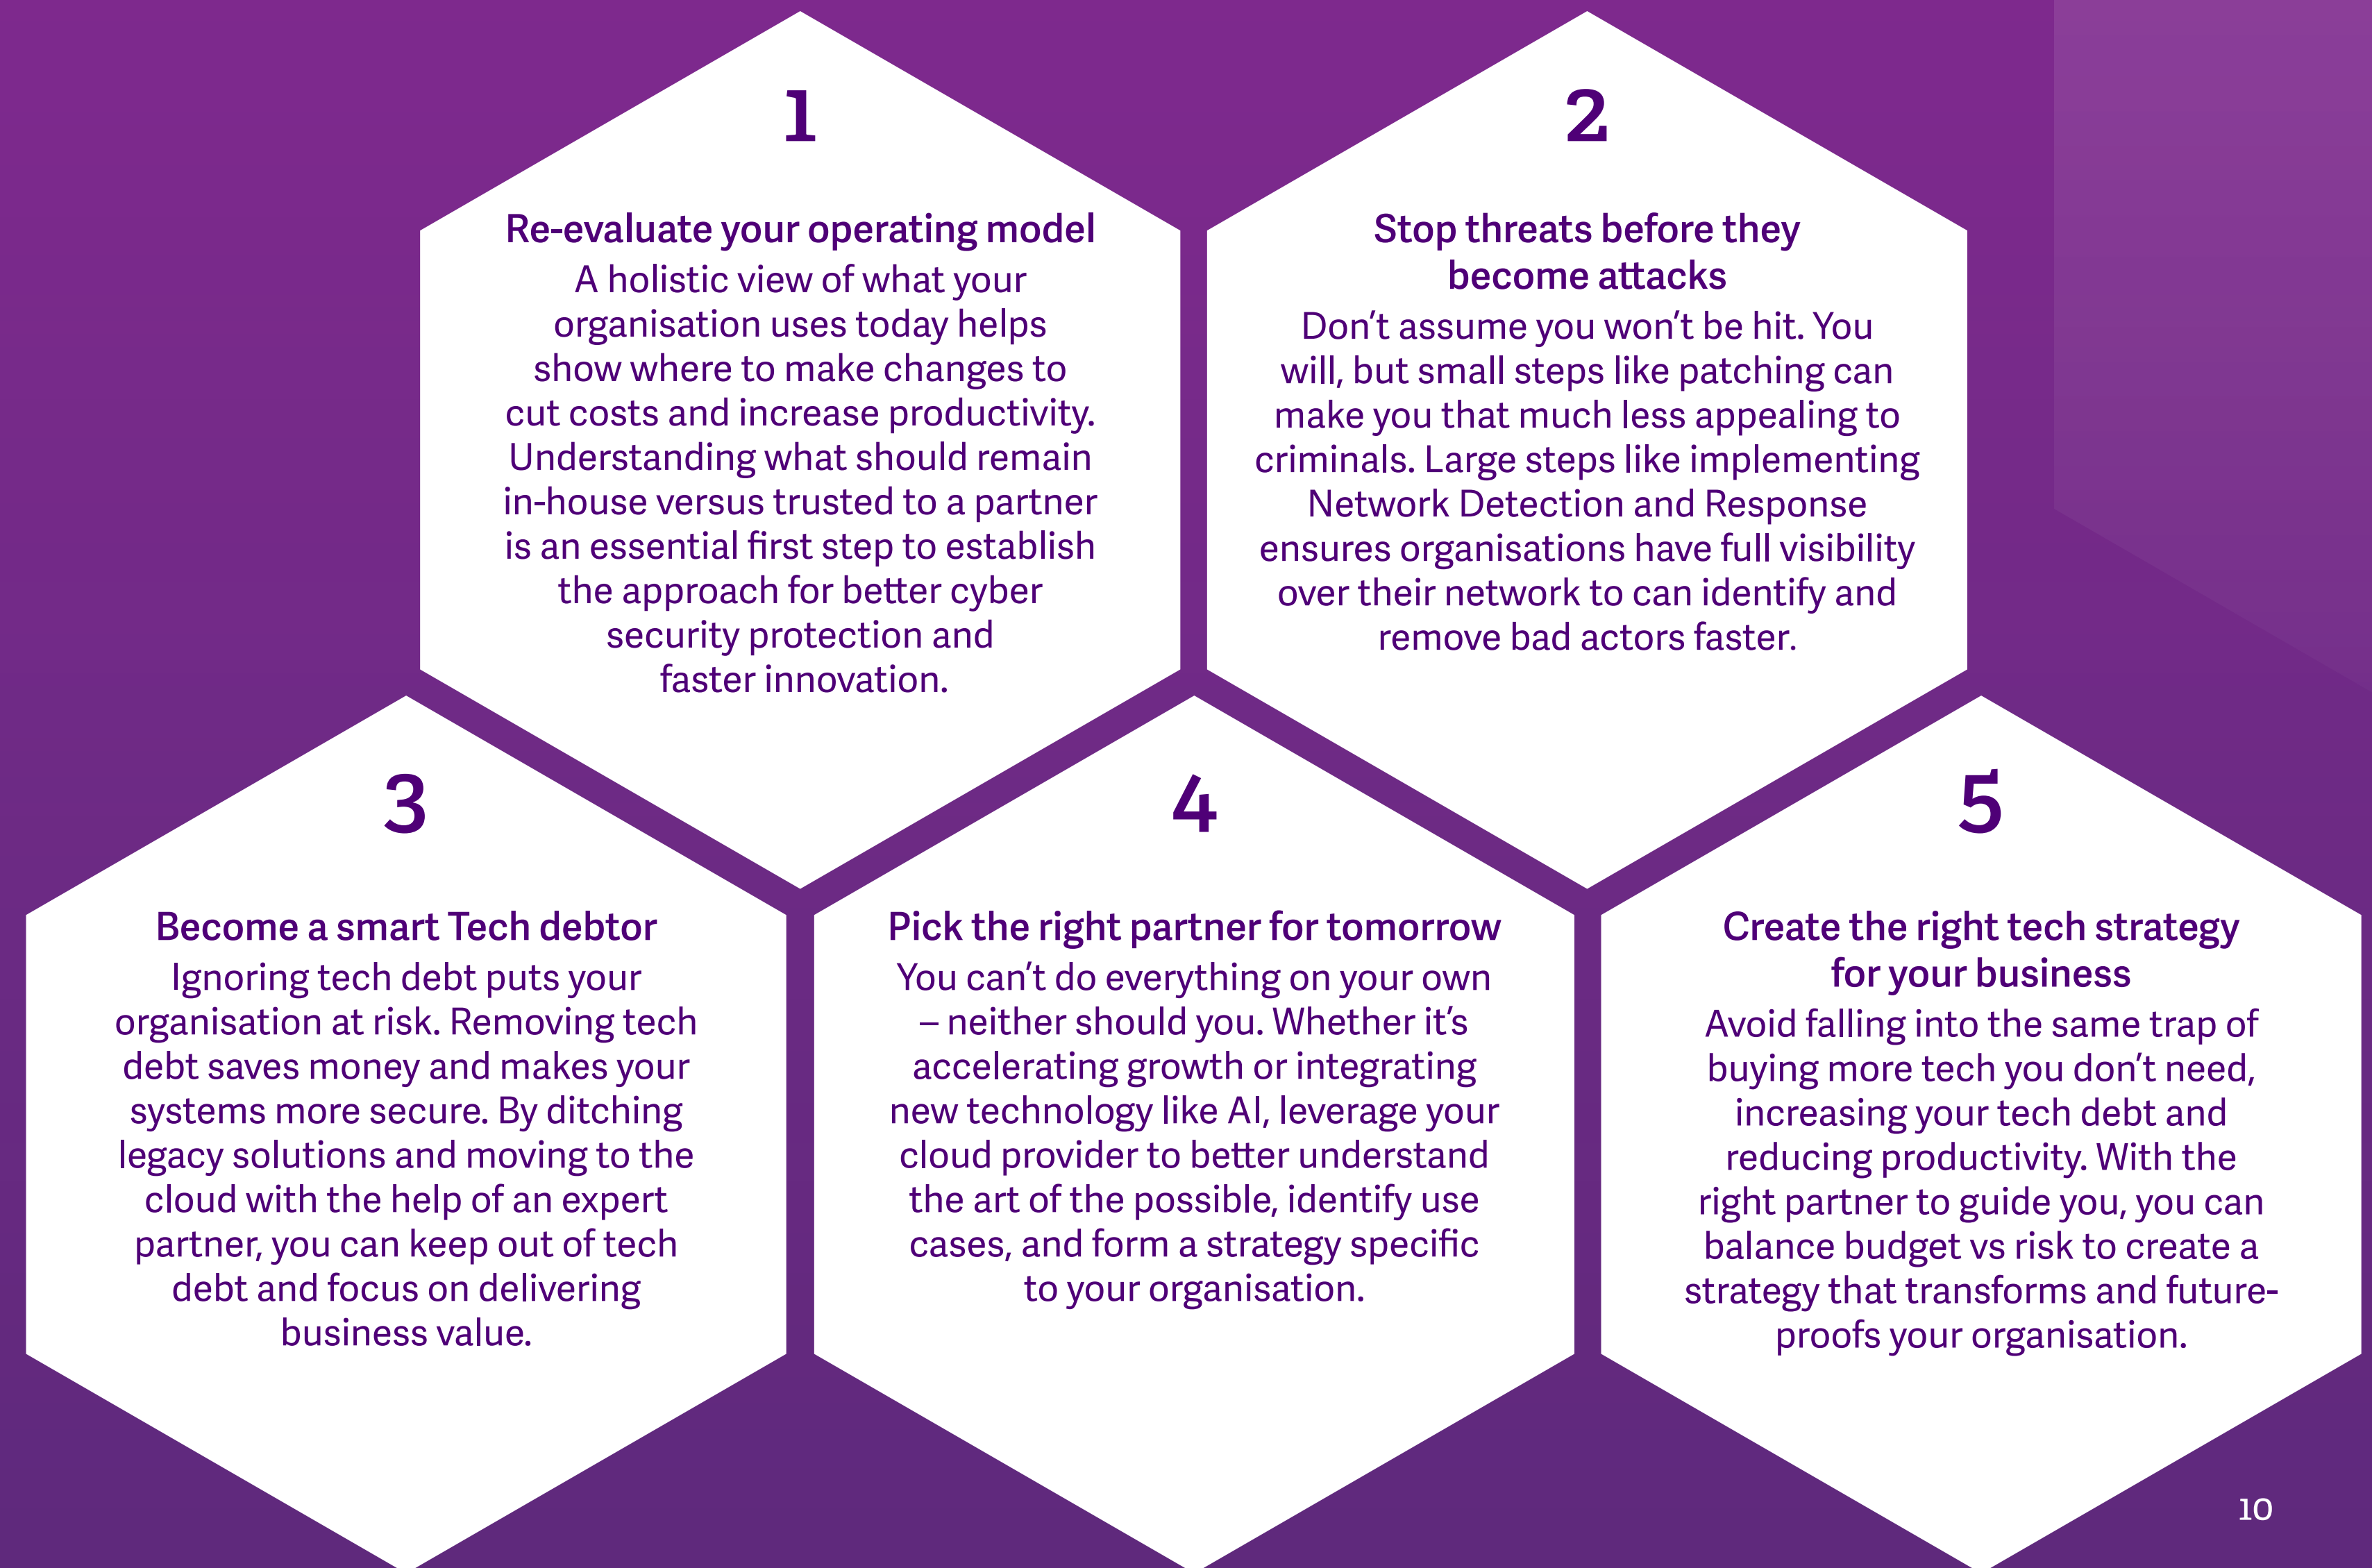 1
Re-evaluate your operating model
A holistic view of what your
organisation uses today helps
show where to make changes to
cut costs and increase productivity.
Understanding what should remain
in-house versus trusted to a partner
is an essential first step to establish
the approach for better cyber
security protection and
faster innovation.
2
Stop threats before they
become attacks
Don’t assume you won’t be hit. You
will, but small steps like patching can
make you that much less appealing to
criminals. Large steps like implementing
Network Detection and Response
ensures organisations have full visibility
over their network to can identify and
remove bad actors faster.
3
Become a smart Tech debtor
Ignoring tech debt puts your
organisation at risk. Removing tech
debt saves money and makes your
systems more secure. By ditching
legacy solutions and moving to the
cloud with the help of an expert
partner, you can keep out of tech
debt and focus on delivering
business value.
4
Pick the right partner for tomorrow
You can’t do everything on your own
– neither should you. Whether it’s
accelerating growth or integrating
new technology like AI, leverage your
cloud provider to better understand
the art of the possible, identify use
cases, and form a strategy specific
to your organisation.
5
Create the right tech strategy
for your business
Avoid falling into the same trap of
buying more tech you don’t need,
increasing your tech debt and
reducing productivity. With the
right partner to guide you, you can
balance budget vs risk to create a
strategy that transforms and future-
proofs your organisation.
10